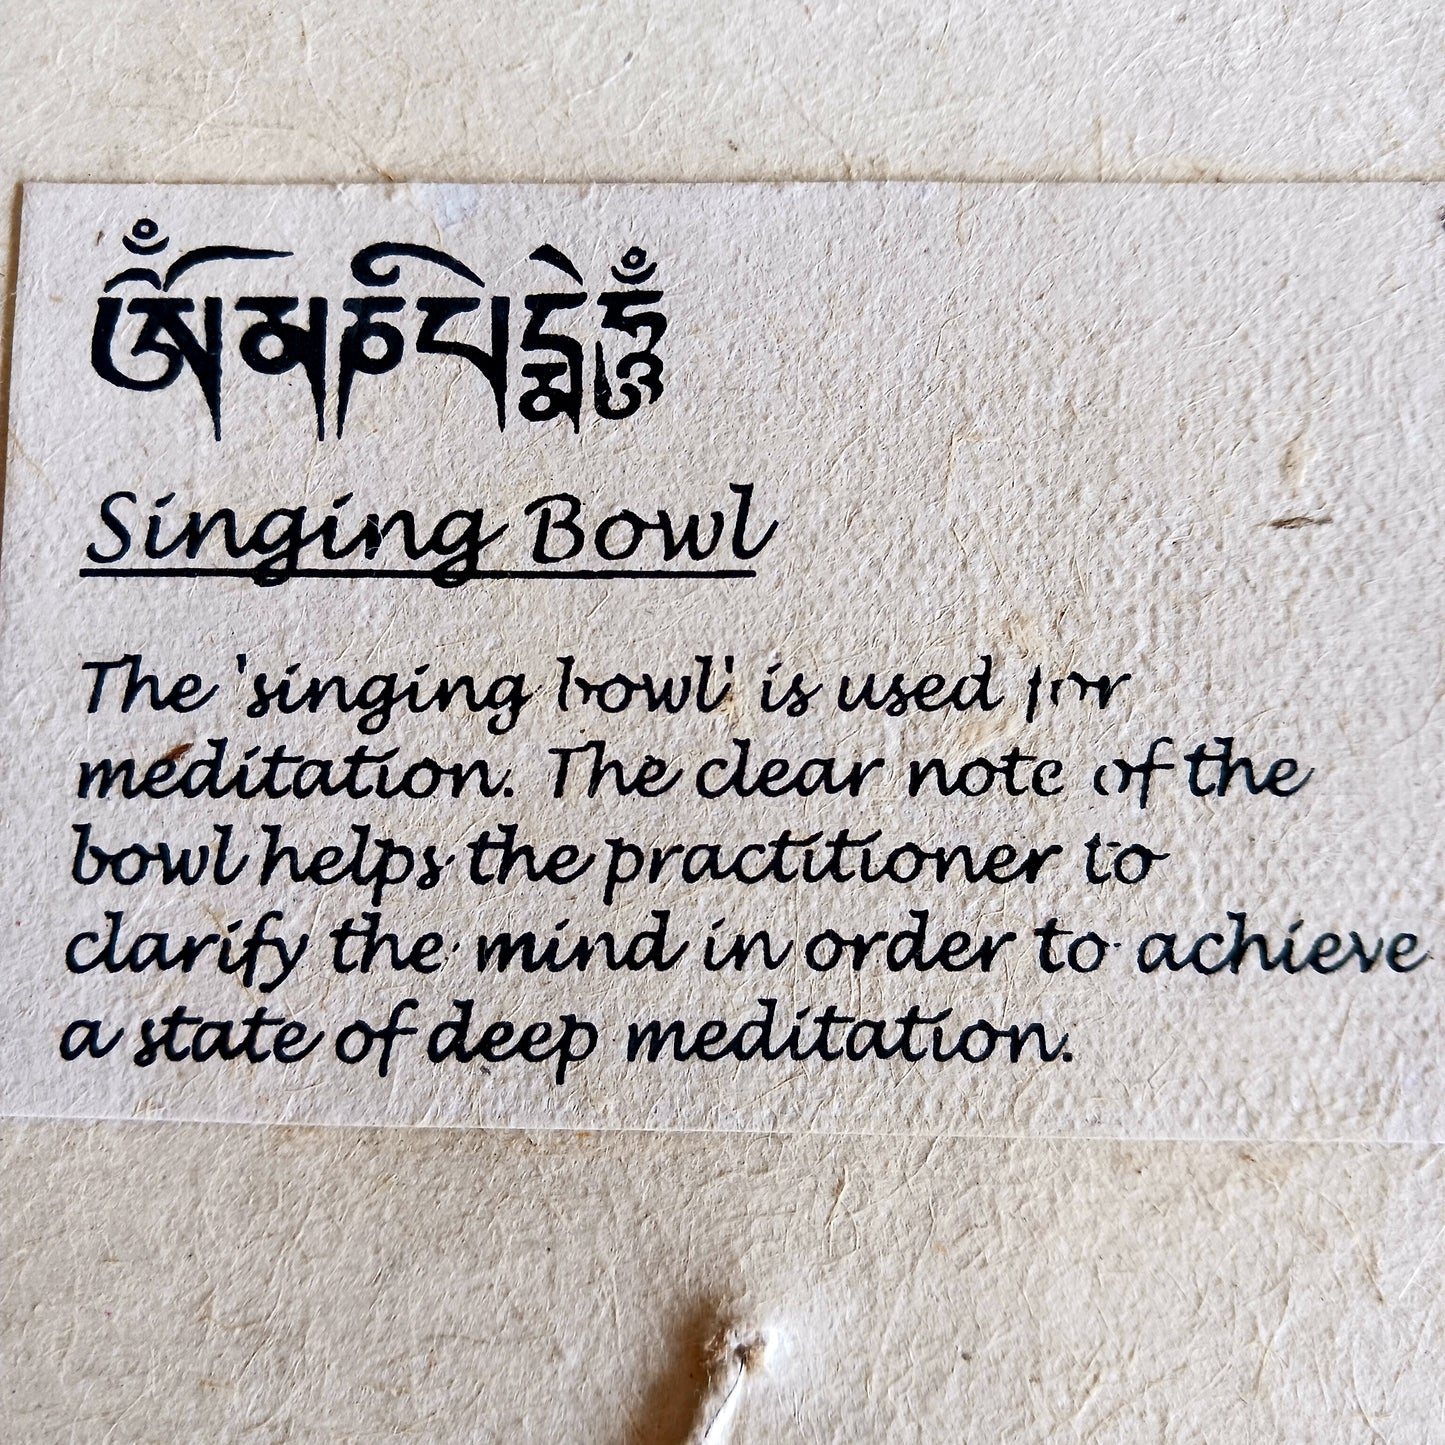 ཨོྃམཎིཔདྨེཧཱུྃ
Singing Bowl
The 'singing bowl' is used for
meditation. The clear note of the
bowl helps the practitioner to
clarify the mind in order to achieve
a state of deep meditation.